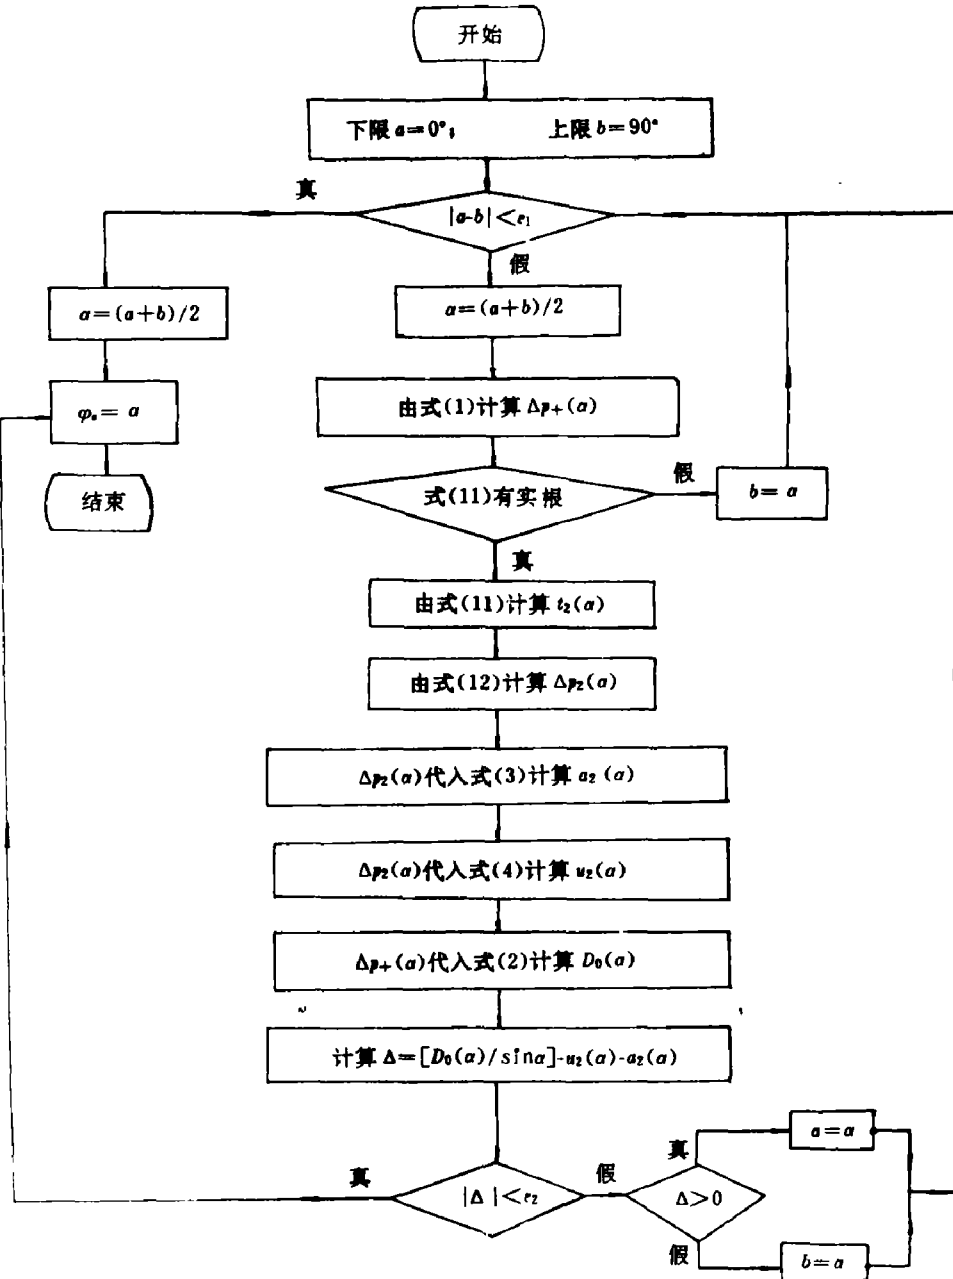 开始
下限 a=0°; 上限 b=90°
真
|a-b|<e₁
假
α=(a+b)/2
α=(a+b)/2
由式(1)计算 Δp₊(α)
φₐ= α
式(11)有实根
假
b= α
结束
真
由式(11)计算 t₂(α)
由式(12)计算 Δp₂(α)
Δp₂(α)代入式(3)计算 a₂(α)
Δp₂(α)代入式(4)计算 u₂(α)
Δp₊(α)代入式(2)计算 D₀(α)
计算 Δ=[D₀(α)/sinα]-u₂(α)-a₂(α)
真
|Δ|<e₂
假
真
Δ>0
假
a=α
b=α